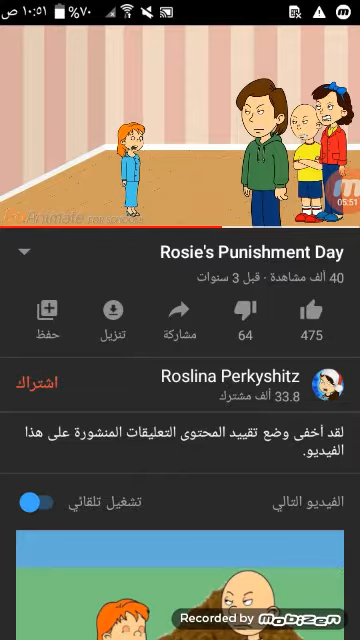 ١٠:٥١ ص
٧٠%
GoAnimate FOR SCHOOLS
05:51
Rosie's Punishment Day
40 ألف مشاهدة · قبل 3 سنوات
475
64
مشاركة
تنزيل
حفظ
Roslina Perkyshitz
33.8 ألف مشترك
اشتراك
لقد أخفى وضع تقييد المحتوى التعليقات المنشورة على هذا
الفيديو.
الفيديو التالي
تشغيل تلقائي
Recorded by MOBIZEN